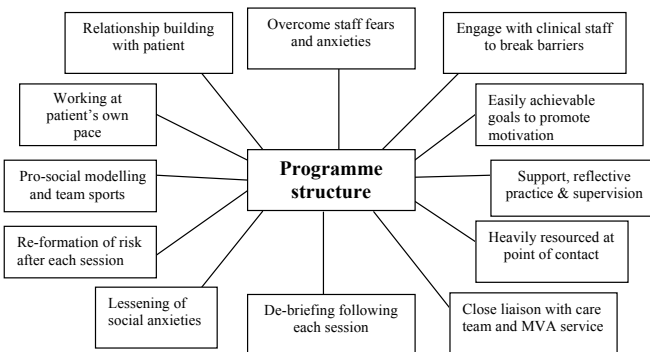 Relationship building
with patient
Overcome staff fears
and anxieties
Engage with clinical staff
to break barriers
Working at
patient's own
pace
Easily achievable
goals to promote
motivation
Programme
structure
Pro-social modelling
and team sports
Support, reflective
practice & supervision
Re-formation of risk
after each session
Heavily resourced at
point of contact
Lessening of
social anxieties
De-briefing following
each session
Close liaison with care
team and MVA service